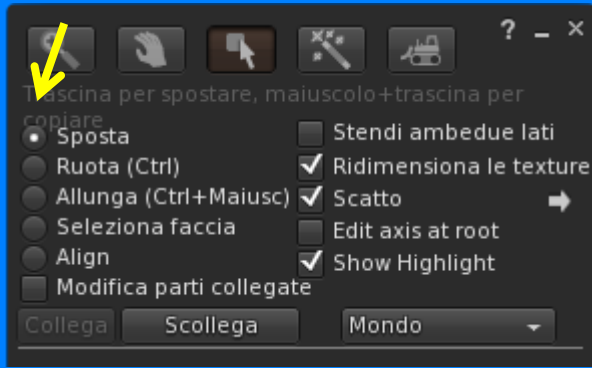 ?
Trascina per spostare, maiuscolo+trascina per
copiare
Sposta
Stendi ambedue lati
Ruota (Ctrl)
Ridimensiona le texture
Allunga (Ctrl+Maiusc)
Scatto
Seleziona faccia
Edit axis at root
Align
Show Highlight
Modifica parti collegate
Collega
Scollega
Mondo